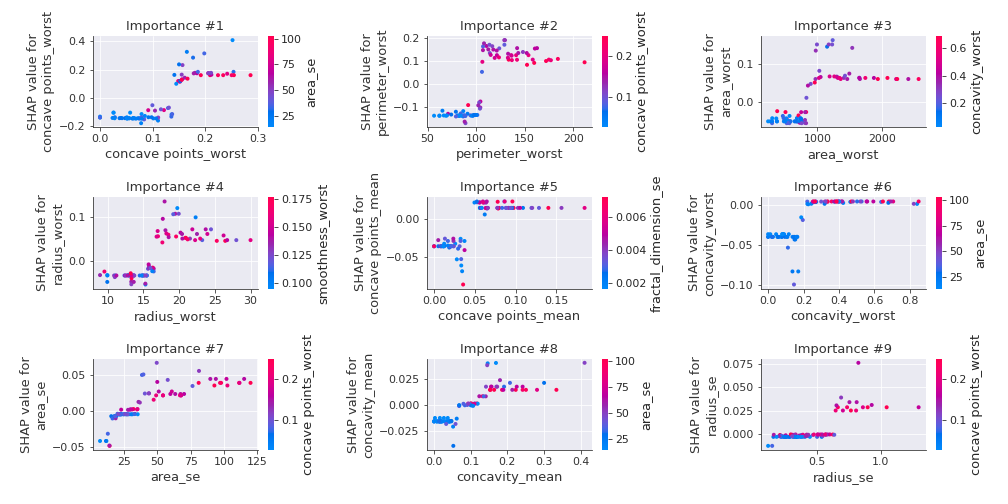 Importance #1
Importance #2
Importance #3
SHAP value for
concave points_worst
0.4
0.2
0.0
−0.2
0.0
0.1
0.2
0.3
concave points_worst
100
75
50
25
area_se
SHAP value for
perimeter_worst
0.2
0.1
0.0
−0.1
50
100
150
200
perimeter_worst
0.2
0.1
concave points_worst
SHAP value for
area_worst
0.1
0.0
1000
2000
area_worst
0.6
0.4
0.2
concavity_worst
Importance #4
Importance #5
Importance #6
SHAP value for
radius_worst
0.1
0.0
10
15
20
25
30
radius_worst
0.175
0.150
0.125
0.100
smoothness_worst
SHAP value for
concave points_mean
0.00
−0.05
0.00
0.05
0.10
0.15
concave points_mean
0.006
0.004
0.002
fractal_dimension_se
SHAP value for
concavity_worst
0.00
−0.05
−0.10
0.0
0.2
0.4
0.6
0.8
concavity_worst
100
75
50
25
area_se
Importance #7
Importance #8
Importance #9
SHAP value for
area_se
0.05
0.00
−0.05
25
50
75
100
125
area_se
0.2
0.1
concave points_worst
SHAP value for
concavity_mean
0.025
0.000
−0.025
0.0
0.1
0.2
0.3
0.4
concavity_mean
100
75
50
25
area_se
SHAP value for
radius_se
0.075
0.050
0.025
0.000
0.5
1.0
radius_se
0.2
0.1
concave points_worst